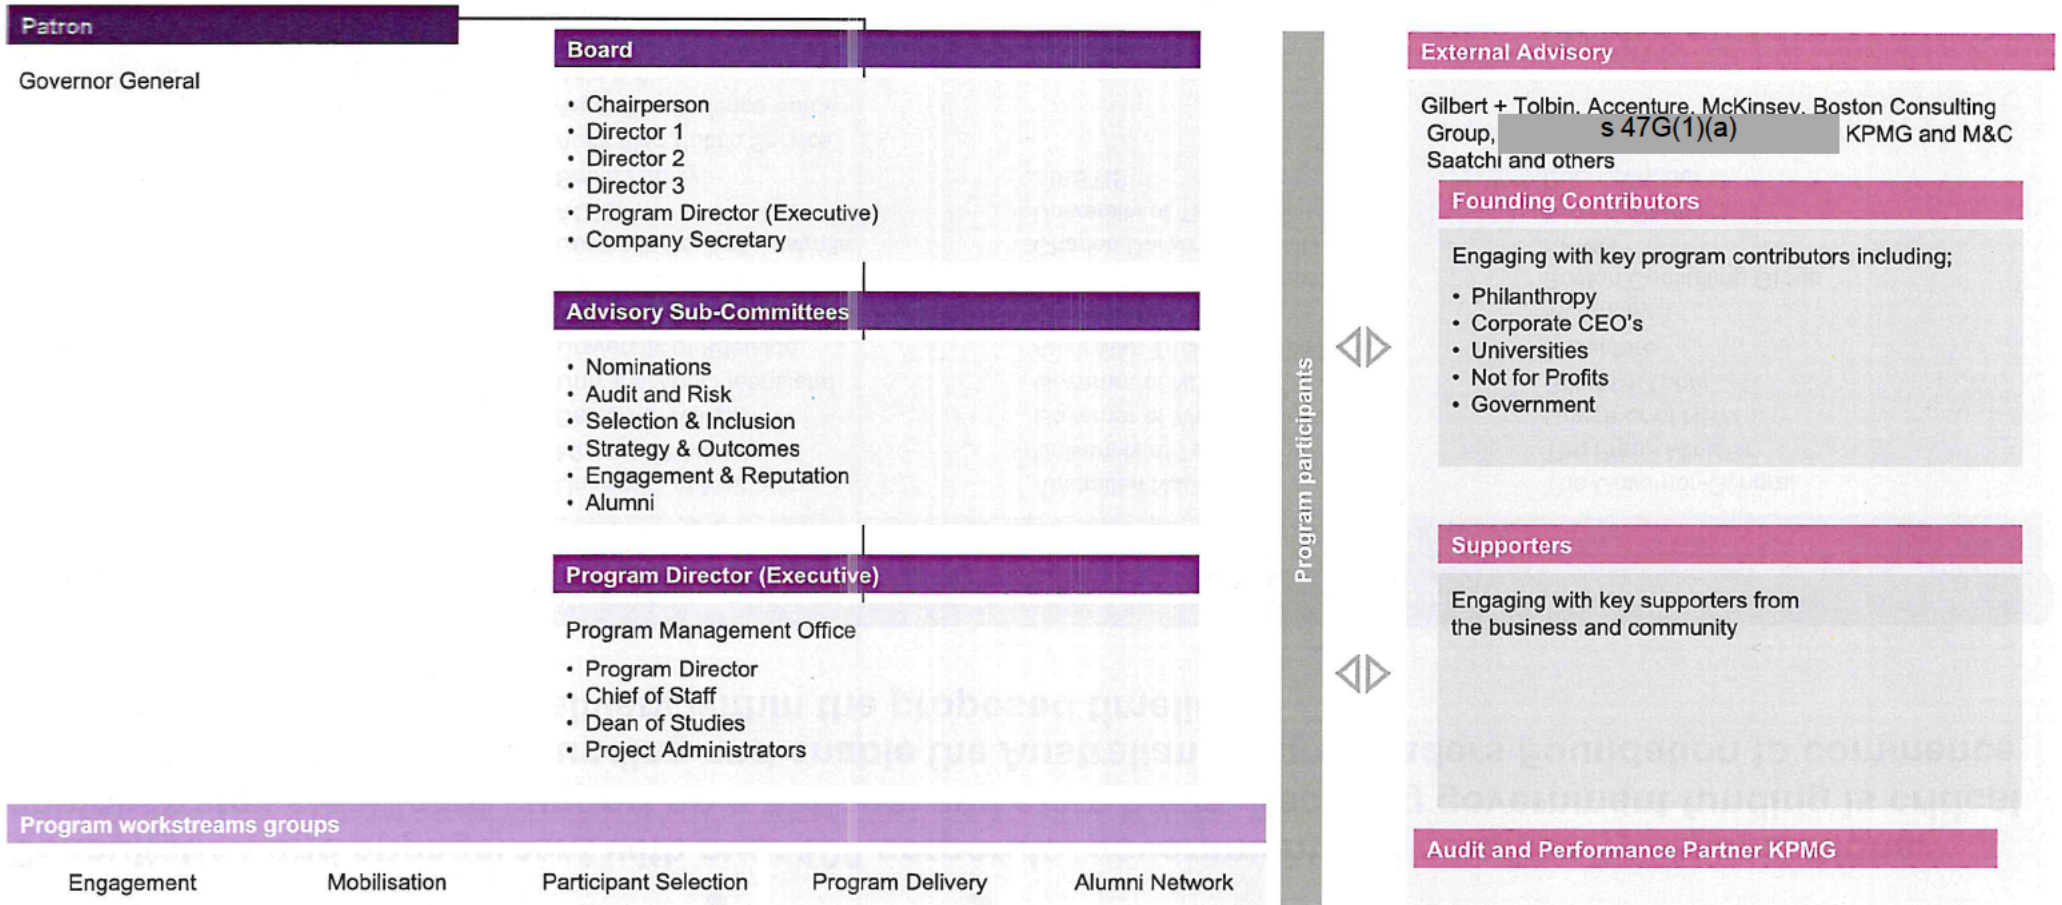 Patron
Governor General
Board
• Chairperson
• Director 1
• Director 2
• Director 3
• Program Director (Executive)
• Company Secretary
Advisory Sub-Committees
• Nominations
• Audit and Risk
• Selection & Inclusion
• Strategy & Outcomes
• Engagement & Reputation
• Alumni
Program Director (Executive)
Program Management Office
• Program Director
• Chief of Staff
• Dean of Studies
• Project Administrators
Program workstreams groups
Engagement
Mobilisation
Participant Selection
Program Delivery
Alumni Network
Program participants
External Advisory
Gilbert + Tolbin, Accenture, McKinsey, Boston Consulting
Group, s 47G(1)(a) KPMG and M&C
Saatchi and others
Founding Contributors
Engaging with key program contributors including;
• Philanthropy
• Corporate CEO's
• Universities
• Not for Profits
• Government
Supporters
Engaging with key supporters from
the business and community
Audit and Performance Partner KPMG